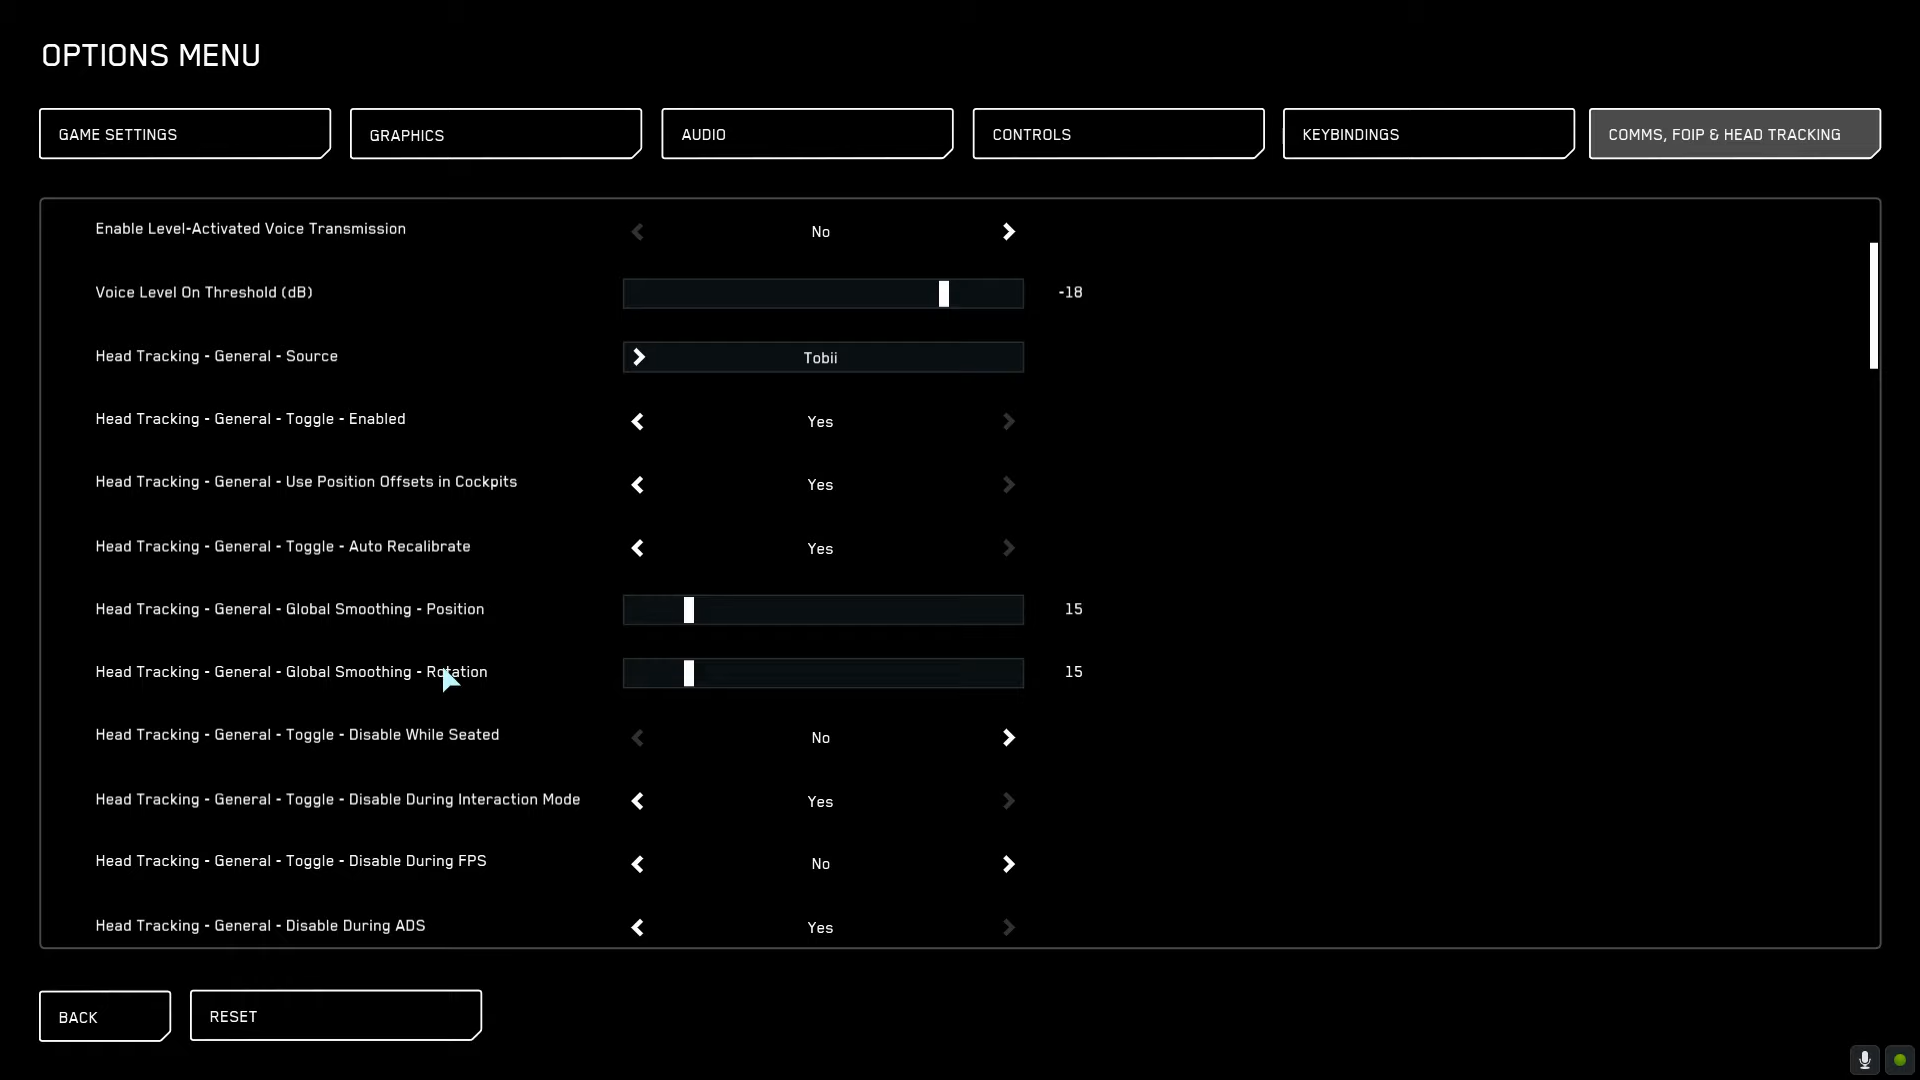 OPTIONS MENU
GAME SETTINGS
GRAPHICS
AUDIO
CONTROLS
KEYBINDINGS
COMMS, FOIP & HEAD TRACKING
Enable Level-Activated Voice Transmission
No
Voice Level On Threshold (dB)
-18
Head Tracking - General - Source
Tobii
Head Tracking - General - Toggle - Enabled
Yes
Head Tracking - General - Use Position Offsets in Cockpits
Yes
Head Tracking - General - Toggle - Auto Recalibrate
Yes
Head Tracking - General - Global Smoothing - Position
15
Head Tracking - General - Global Smoothing - Rotation
15
Head Tracking - General - Toggle - Disable While Seated
No
Head Tracking - General - Toggle - Disable During Interaction Mode
Yes
Head Tracking - General - Toggle - Disable During FPS
No
Head Tracking - General - Disable During ADS
Yes
BACK
RESET